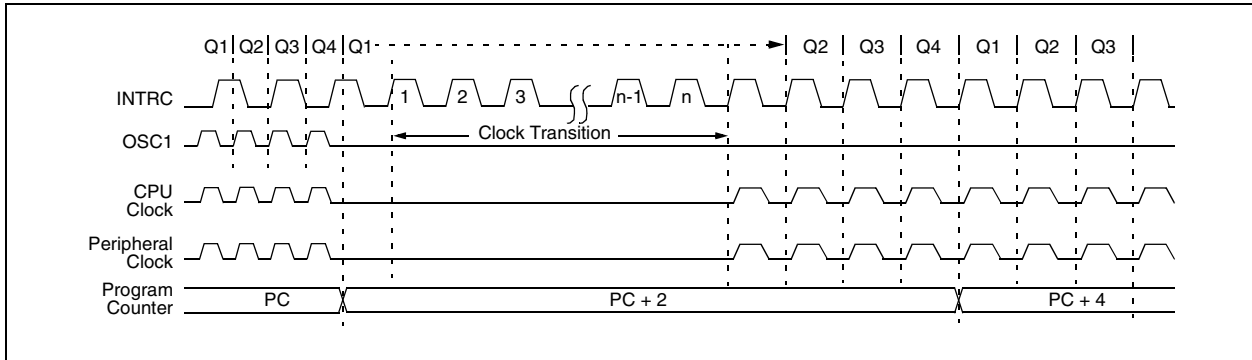 Q1 Q2 Q3 Q4 Q1 Q2 Q3 Q4 Q1 Q2 Q3
INTRC
1 2 3 n-1 n
OSC1
Clock Transition
CPU
Clock
Peripheral
Clock
Program
Counter
PC PC + 2 PC + 4